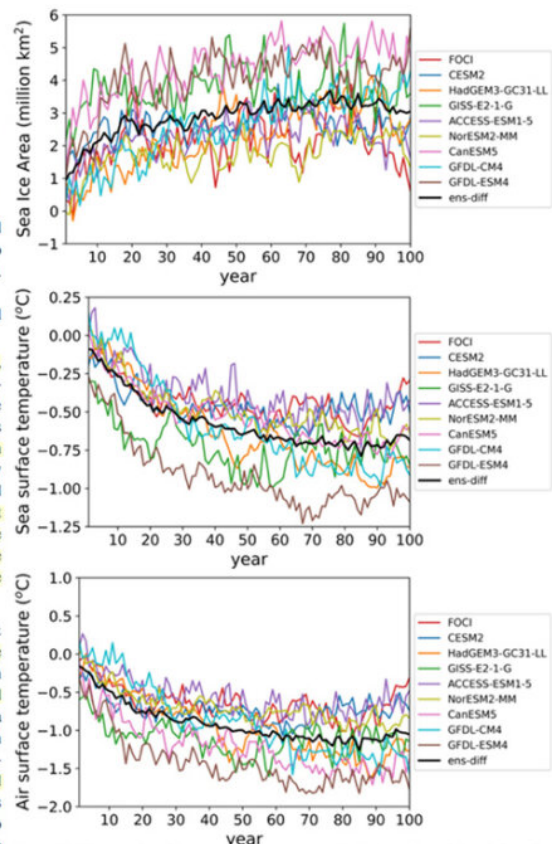 Sea Ice Area (million km²)
6
5
4
3
2
1
0
−1
10 20 30 40 50 60 70 80 90 100
year
FOCI
CESM2
HadGEM3-GC31-LL
GISS-E2-1-G
ACCESS-ESM1-5
NorESM2-MM
CanESM5
GFDL-CM4
GFDL-ESM4
ens-diff
Sea surface temperature (°C)
0.25
0.00
−0.25
−0.50
−0.75
−1.00
−1.25
10 20 30 40 50 60 70 80 90 100
year
FOCI
CESM2
HadGEM3-GC31-LL
GISS-E2-1-G
ACCESS-ESM1-5
NorESM2-MM
CanESM5
GFDL-CM4
GFDL-ESM4
ens-diff
Air surface temperature (°C)
1.0
0.5
0.0
−0.5
−1.0
−1.5
−2.0
10 20 30 40 50 60 70 80 90 100
year
FOCI
CESM2
HadGEM3-GC31-LL
GISS-E2-1-G
ACCESS-ESM1-5
NorESM2-MM
CanESM5
GFDL-CM4
GFDL-ESM4
ens-diff